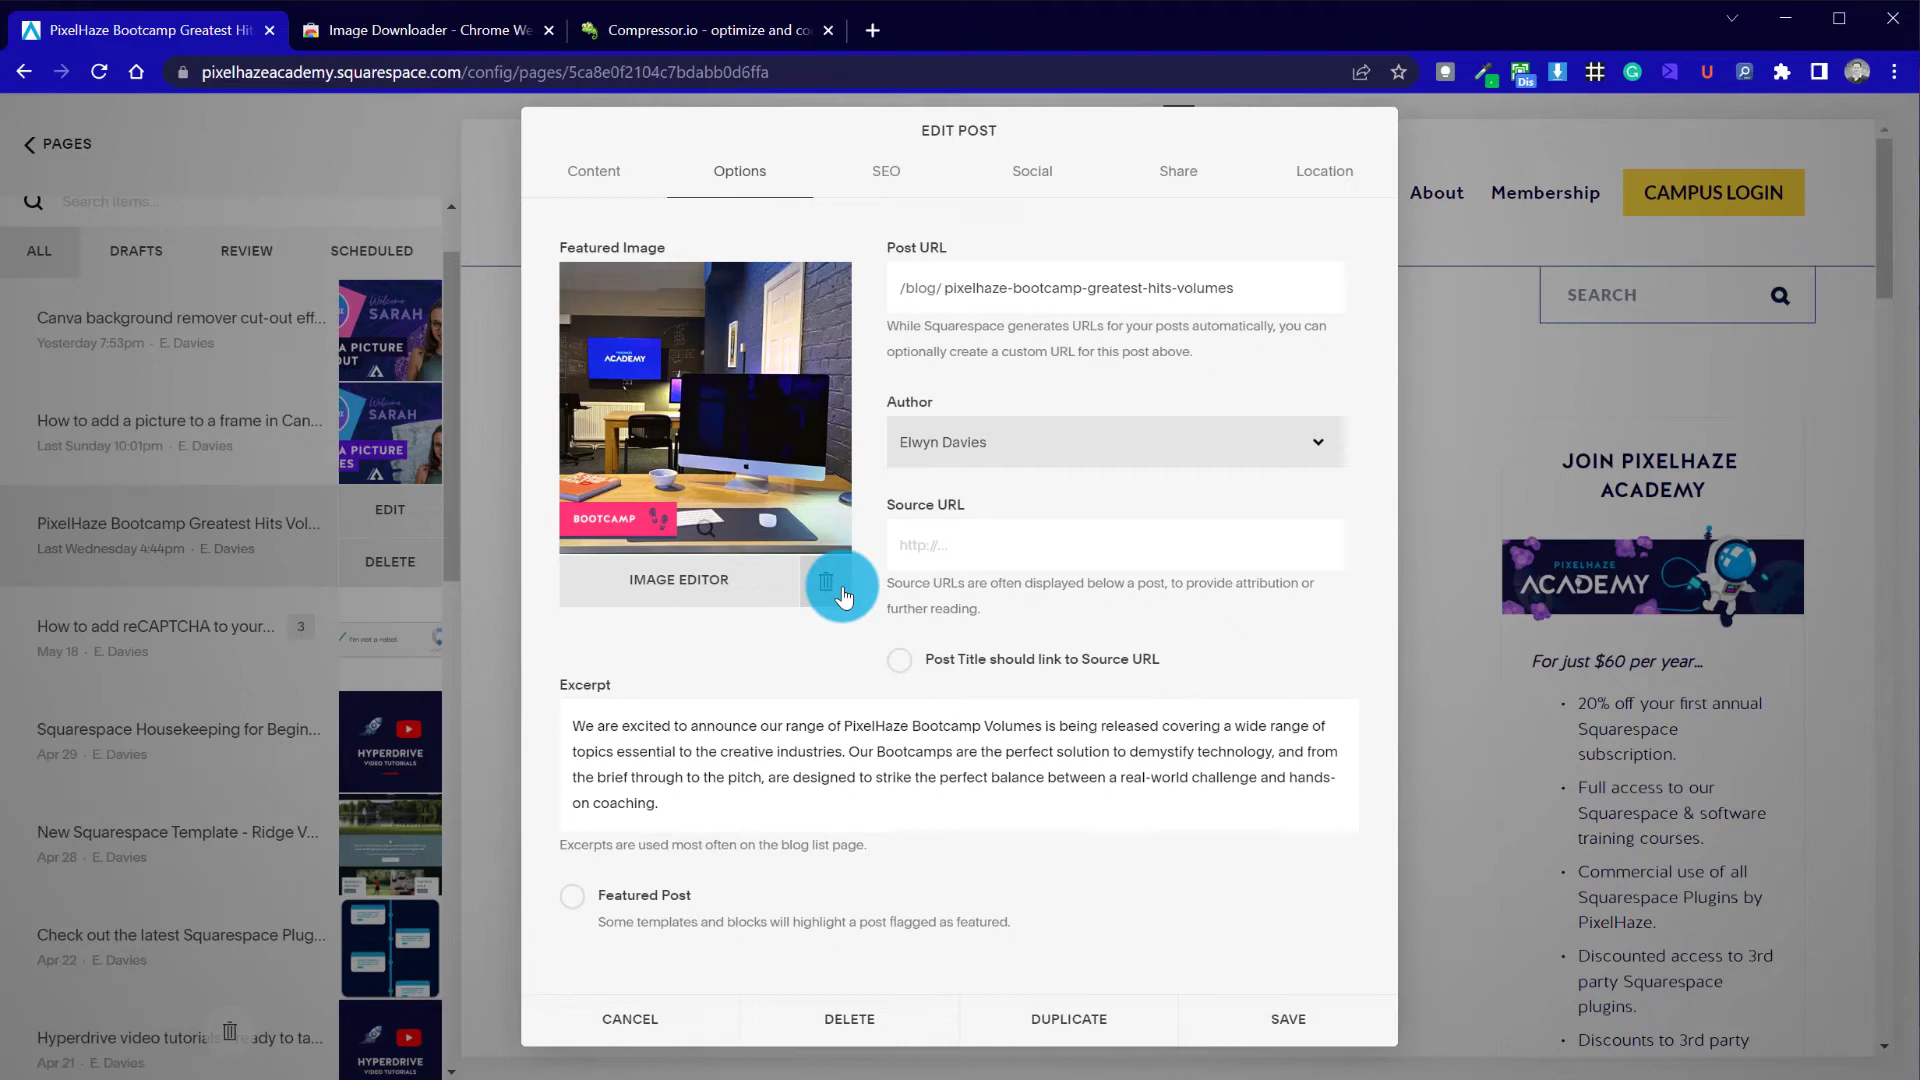 PixelHaze Bootcamp Greatest Hi
Image Downloader - Chrome We
Compressor.io - optimize and co
pixelhazeacademy.squarespace.com/config/pages/5ca8e0f2104c7bdabb0d6ffa
Dis
PAGES
Search items...
ALL
DRAFTS
REVIEW
SCHEDULED
Canva background remover cut-out eff...
Yesterday 7:53pm · E. Davies
Welcome
SARAH
A PICTURE
OUT
How to add a picture to a frame in Can...
Last Sunday 10:01pm · E. Davies
SARAH
A PICTURE
ES
PixelHaze Bootcamp Greatest Hits Vol...
Last Wednesday 4:44pm · E. Davies
EDIT
DELETE
How to add reCAPTCHA to your...
3
May 18 · E. Davies
I'm not a robot
Squarespace Housekeeping for Begin...
Apr 29 · E. Davies
HYPERDRIVE
VIDEO TUTORIALS
New Squarespace Template - Ridge V...
Apr 28 · E. Davies
Check out the latest Squarespace Plug...
Apr 22 · E. Davies
Hyperdrive video tutorials ready to ta...
Apr 21 · E. Davies
HYPERDRIVE
VIDEO TUTORIALS
EDIT POST
Content
Options
SEO
Social
Share
Location
Featured Image
ACADEMY
BOOTCAMP
IMAGE EDITOR
Post URL
/blog/ pixelhaze-bootcamp-greatest-hits-volumes
While Squarespace generates URLs for your posts automatically, you can
optionally create a custom URL for this post above.
Author
Elwyn Davies
Source URL
http://...
Source URLs are often displayed below a post, to provide attribution or
further reading.
Post Title should link to Source URL
Excerpt
We are excited to announce our range of PixelHaze Bootcamp Volumes is being released covering a wide range of
topics essential to the creative industries. Our Bootcamps are the perfect solution to demystify technology, and from
the brief through to the pitch, are designed to strike the perfect balance between a real-world challenge and hands-
on coaching.
Excerpts are used most often on the blog list page.
Featured Post
Some templates and blocks will highlight a post flagged as featured.
CANCEL
DELETE
DUPLICATE
SAVE
About
Membership
CAMPUS LOGIN
SEARCH
JOIN PIXELHAZE
ACADEMY
PIXELHAZE
ACADEMY
For just $60 per year...
• 20% off your first annual
Squarespace
subscription.
• Full access to our
Squarespace & software
training courses.
• Commercial use of all
Squarespace Plugins by
PixelHaze.
• Discounted access to 3rd
party Squarespace
plugins.
• Discounts to 3rd party